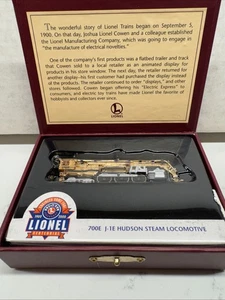 The wonderful story of Lionel Trains began on September 5,
1900. On that day, Joshua Lionel Cowen and a colleague established
the Lionel Manufacturing Company, which was going to engage in
"the manufacture of electrical novelties".
One of the company's first products was a flatbed trailer and track
that Cowen sold to a local retailer as an animated display for
products in his store window. The next day, the retailer returned for
another display-his first customer had purchased the display instead
of the products. The retailer began to order "displays," and other
stores followed. Cowen began offering his "Electric Express" to
consumers, and electric tiny trains have made Lionel the favorite of
hobbyists and collectors ever since.
LIONEL
1900
2000
LIONEL
CENTENNIAL
700E J-1E HUDSON STEAM LOCOMOTIVE